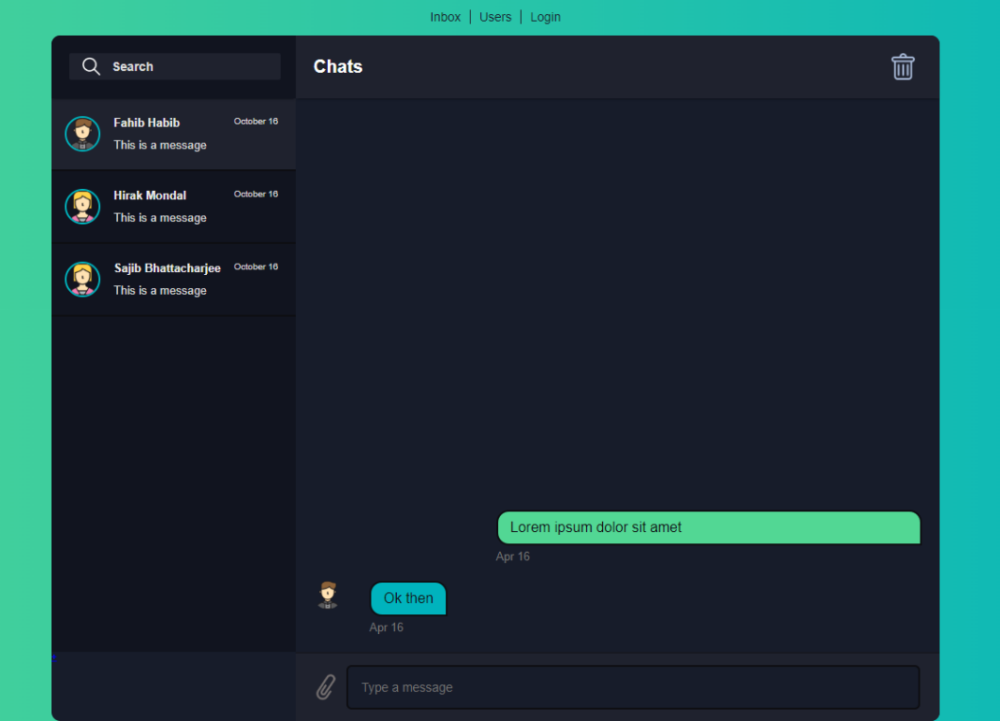 Inbox | Users | Login
Search
Chats
Fahib Habib
October 16
This is a message
Hirak Mondal
October 16
This is a message
Sajib Bhattacharjee
October 16
This is a message
Lorem ipsum dolor sit amet
Apr 16
Ok then
Apr 16
Type a message